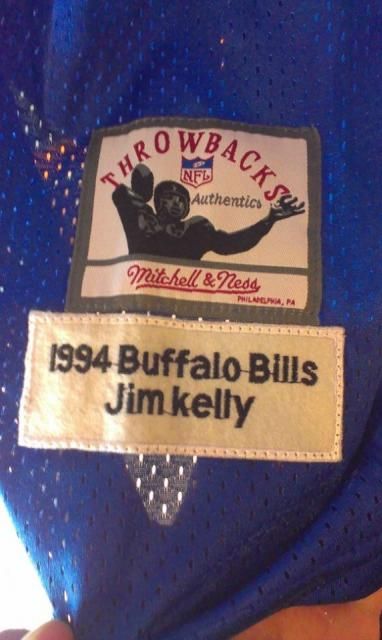 THROWBACKS
NFL
Authentics
Mitchell & Ness
PHILADELPHIA, PA
1994 Buffalo Bills
Jim kelly